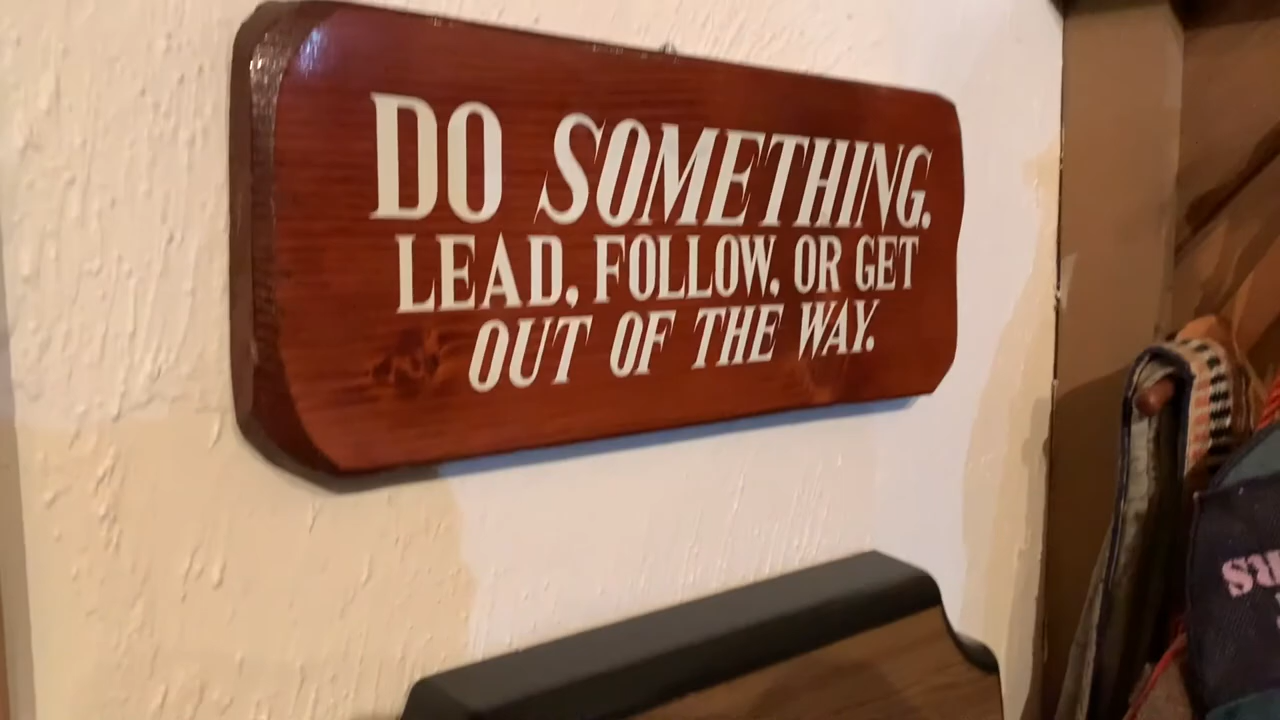 DO SOMETHING.
LEAD, FOLLOW, OR GET
OUT OF THE WAY.